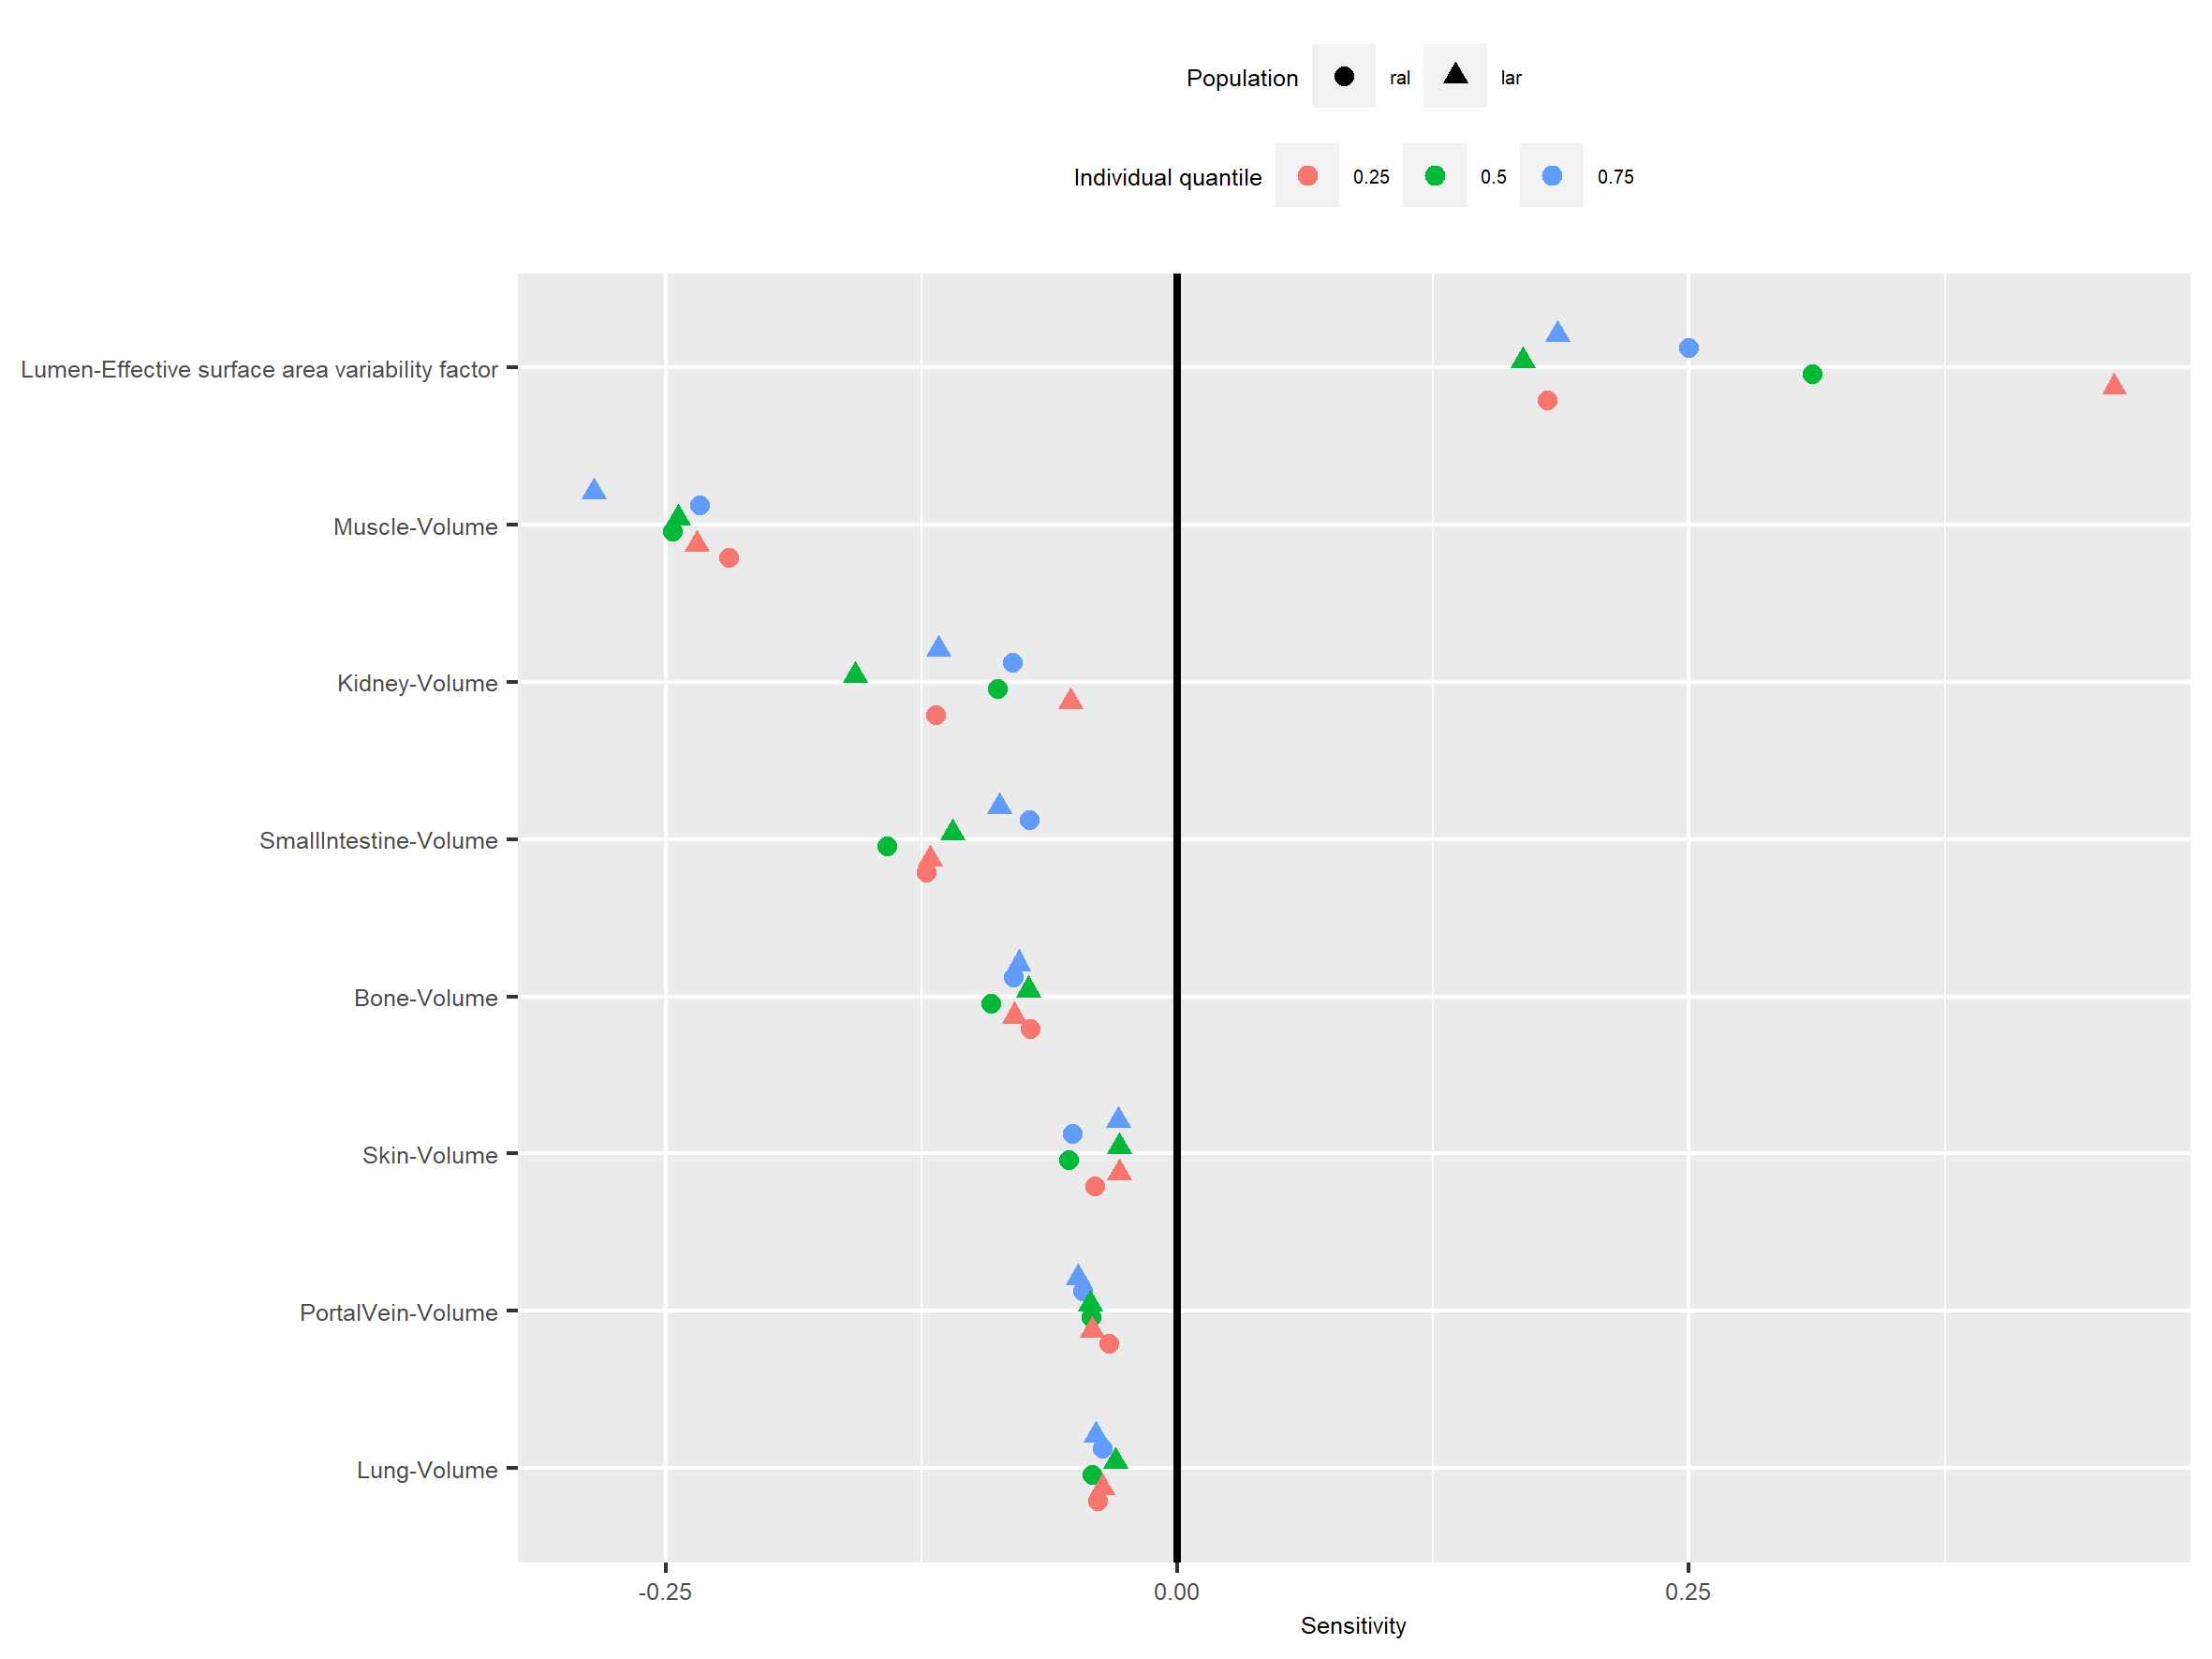 Population ral lar
Individual quantile 0.25 0.5 0.75
Lumen-Effective surface area variability factor
Muscle-Volume
Kidney-Volume
SmallIntestine-Volume
Bone-Volume
Skin-Volume
PortalVein-Volume
Lung-Volume
-0.25 0.00 0.25
Sensitivity